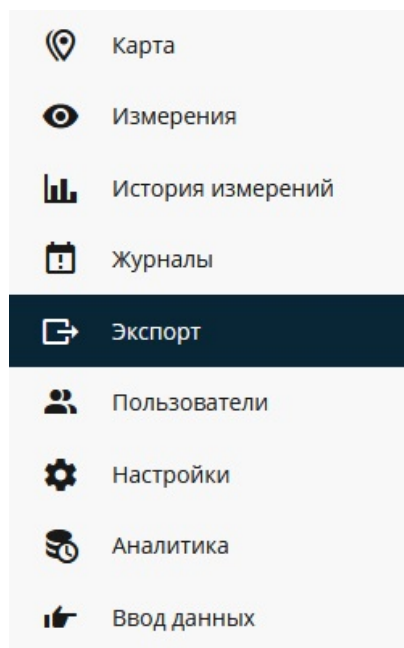 Карта
Измерения
История измерений
Журналы
Экспорт
Пользователи
Настройки
Аналитика
Ввод данных